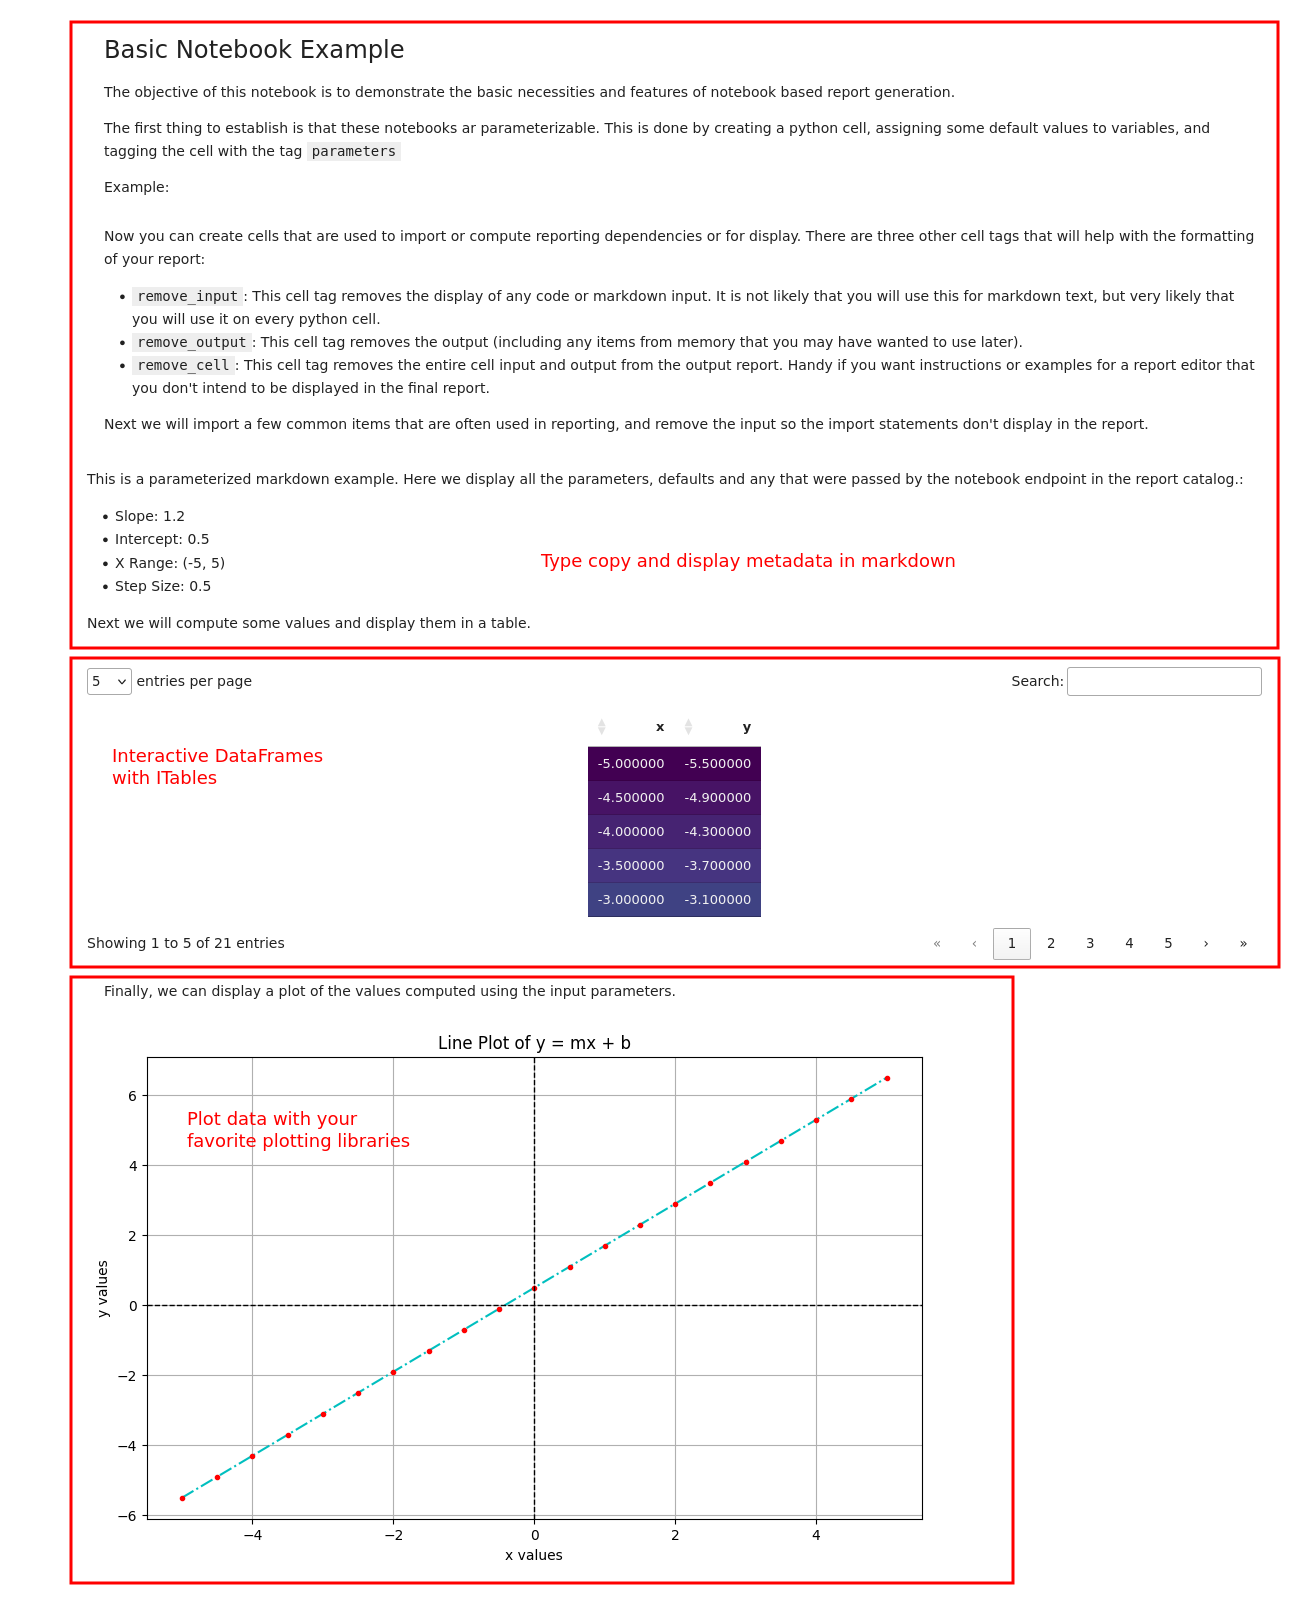 Basic Notebook Example
The objective of this notebook is to demonstrate the basic necessities and features of notebook based report generation.
The first thing to establish is that these notebooks ar parameterizable. This is done by creating a python cell, assigning some default values to variables, and
tagging the cell with the tag parameters
Example:
Now you can create cells that are used to import or compute reporting dependencies or for display. There are three other cell tags that will help with the formatting
of your report:
• remove_input : This cell tag removes the display of any code or markdown input. It is not likely that you will use this for markdown text, but very likely that
you will use it on every python cell.
• remove_output : This cell tag removes the output (including any items from memory that you may have wanted to use later).
• remove_cell : This cell tag removes the entire cell input and output from the output report. Handy if you want instructions or examples for a report editor that
you don't intend to be displayed in the final report.
Next we will import a few common items that are often used in reporting, and remove the input so the import statements don't display in the report.
This is a parameterized markdown example. Here we display all the parameters, defaults and any that were passed by the notebook endpoint in the report catalog.:
• Slope: 1.2
• Intercept: 0.5
• X Range: (-5, 5)
• Step Size: 0.5
Type copy and display metadata in markdown
Next we will compute some values and display them in a table.
5 entries per page Search:
x y
Interactive DataFrames
with ITables
-5.000000 -5.500000
-4.500000 -4.900000
-4.000000 -4.300000
-3.500000 -3.700000
-3.000000 -3.100000
Showing 1 to 5 of 21 entries « ‹ 1 2 3 4 5 › »
Finally, we can display a plot of the values computed using the input parameters.
Line Plot of y = mx + b
Plot data with your
favorite plotting libraries
y values
6
4
2
0
−2
−4
−6
−4 −2 0 2 4
x values